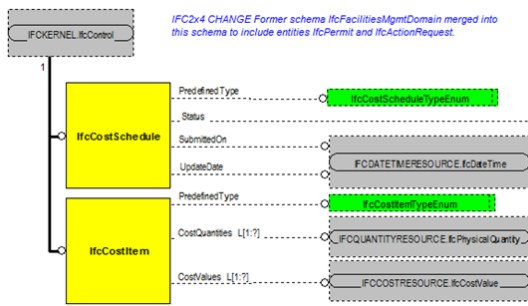 IFC2x4 CHANGE Former schema IfcFacilitiesMgmtDomain merged into
this schema to include entities IfcPermit and IfcActionRequest.
IFCKERNEL.IfcControl
1
PredefinedType
IfcCostScheduleTypeEnum
Status
IfcCostSchedule
SubmittedOn
IFCDATETIMERESOURCE.IfcDateTime
UpdateDate
PredefinedType
IfcCostItemTypeEnum
CostQuantities L[1:?]
IFCQUANTITYRESOURCE.IfcPhysicalQuantity
IfcCostItem
CostValues L[1:?]
IFCCOSTRESOURCE.IfcCostValue